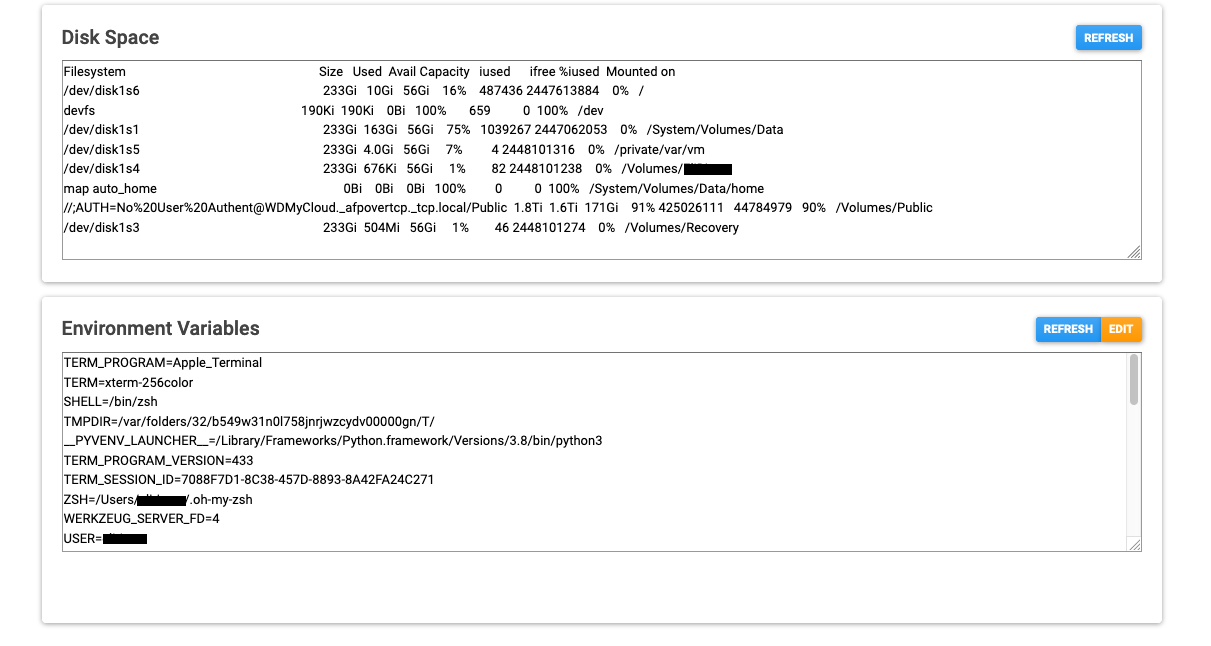 Disk Space
REFRESH
Filesystem Size Used Avail Capacity iused ifree %iused Mounted on
/dev/disk1s6 233Gi 10Gi 56Gi 16% 487436 2447613884 0% /
devfs 190Ki 190Ki 0Bi 100% 659 0 100% /dev
/dev/disk1s1 233Gi 163Gi 56Gi 75% 1039267 2447062053 0% /System/Volumes/Data
/dev/disk1s5 233Gi 4.0Gi 56Gi 7% 4 2448101316 0% /private/var/vm
/dev/disk1s4 233Gi 676Ki 56Gi 1% 82 2448101238 0% /Volumes/
map auto_home 0Bi 0Bi 0Bi 100% 0 0 100% /System/Volumes/Data/home
//;AUTH=No%20User%20Authent@WDMyCloud._afpovertcp._tcp.local/Public 1.8Ti 1.6Ti 171Gi 91% 425026111 44784979 90% /Volumes/Public
/dev/disk1s3 233Gi 504Mi 56Gi 1% 46 2448101274 0% /Volumes/Recovery
Environment Variables
REFRESH EDIT
TERM_PROGRAM=Apple_Terminal
TERM=xterm-256color
SHELL=/bin/zsh
TMPDIR=/var/folders/32/b549w31n0l758jnrjwzcydv00000gn/T/
__PYVENV_LAUNCHER__=/Library/Frameworks/Python.framework/Versions/3.8/bin/python3
TERM_PROGRAM_VERSION=433
TERM_SESSION_ID=7088F7D1-8C38-457D-8893-8A42FA24C271
ZSH=/Users/ /.oh-my-zsh
WERKZEUG_SERVER_FD=4
USER=